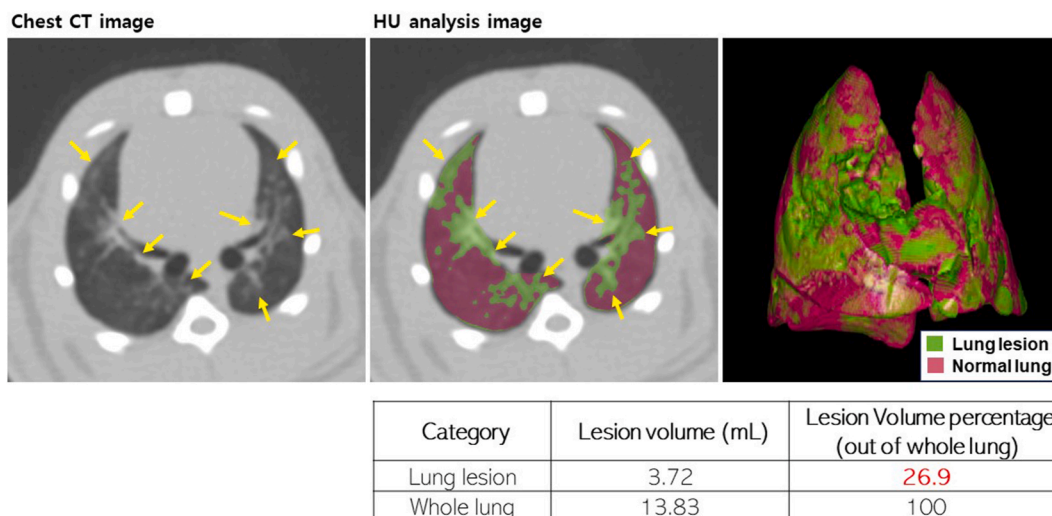 Chest CT image
HU analysis image
Lung lesion
Normal lung
Category
Lesion volume (mL)
Lesion Volume percentage
(out of whole lung)
Lung lesion
3.72
26.9
Whole lung
13.83
100